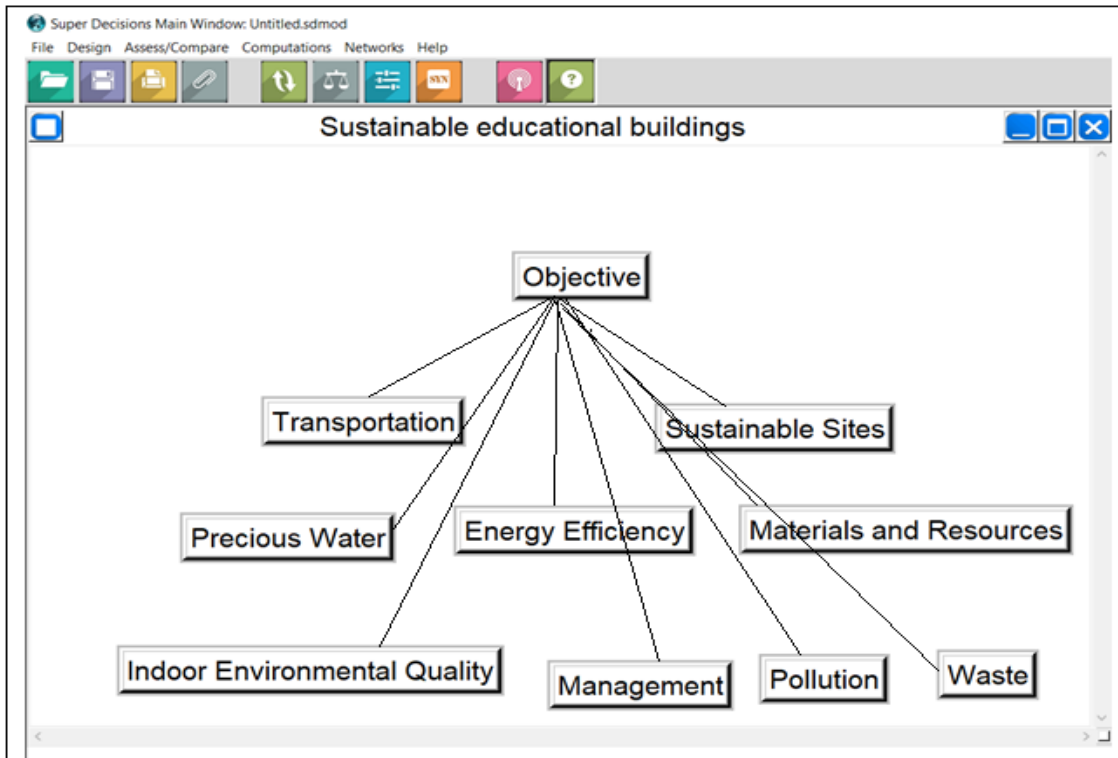 Super Decisions Main Window: Untitled.sdmod
File Design Assess/Compare Computations Networks Help
SYN
?
Sustainable educational buildings
Objective
Transportation
Sustainable Sites
Precious Water
Energy Efficiency
Materials and Resources
Indoor Environmental Quality
Management
Pollution
Waste